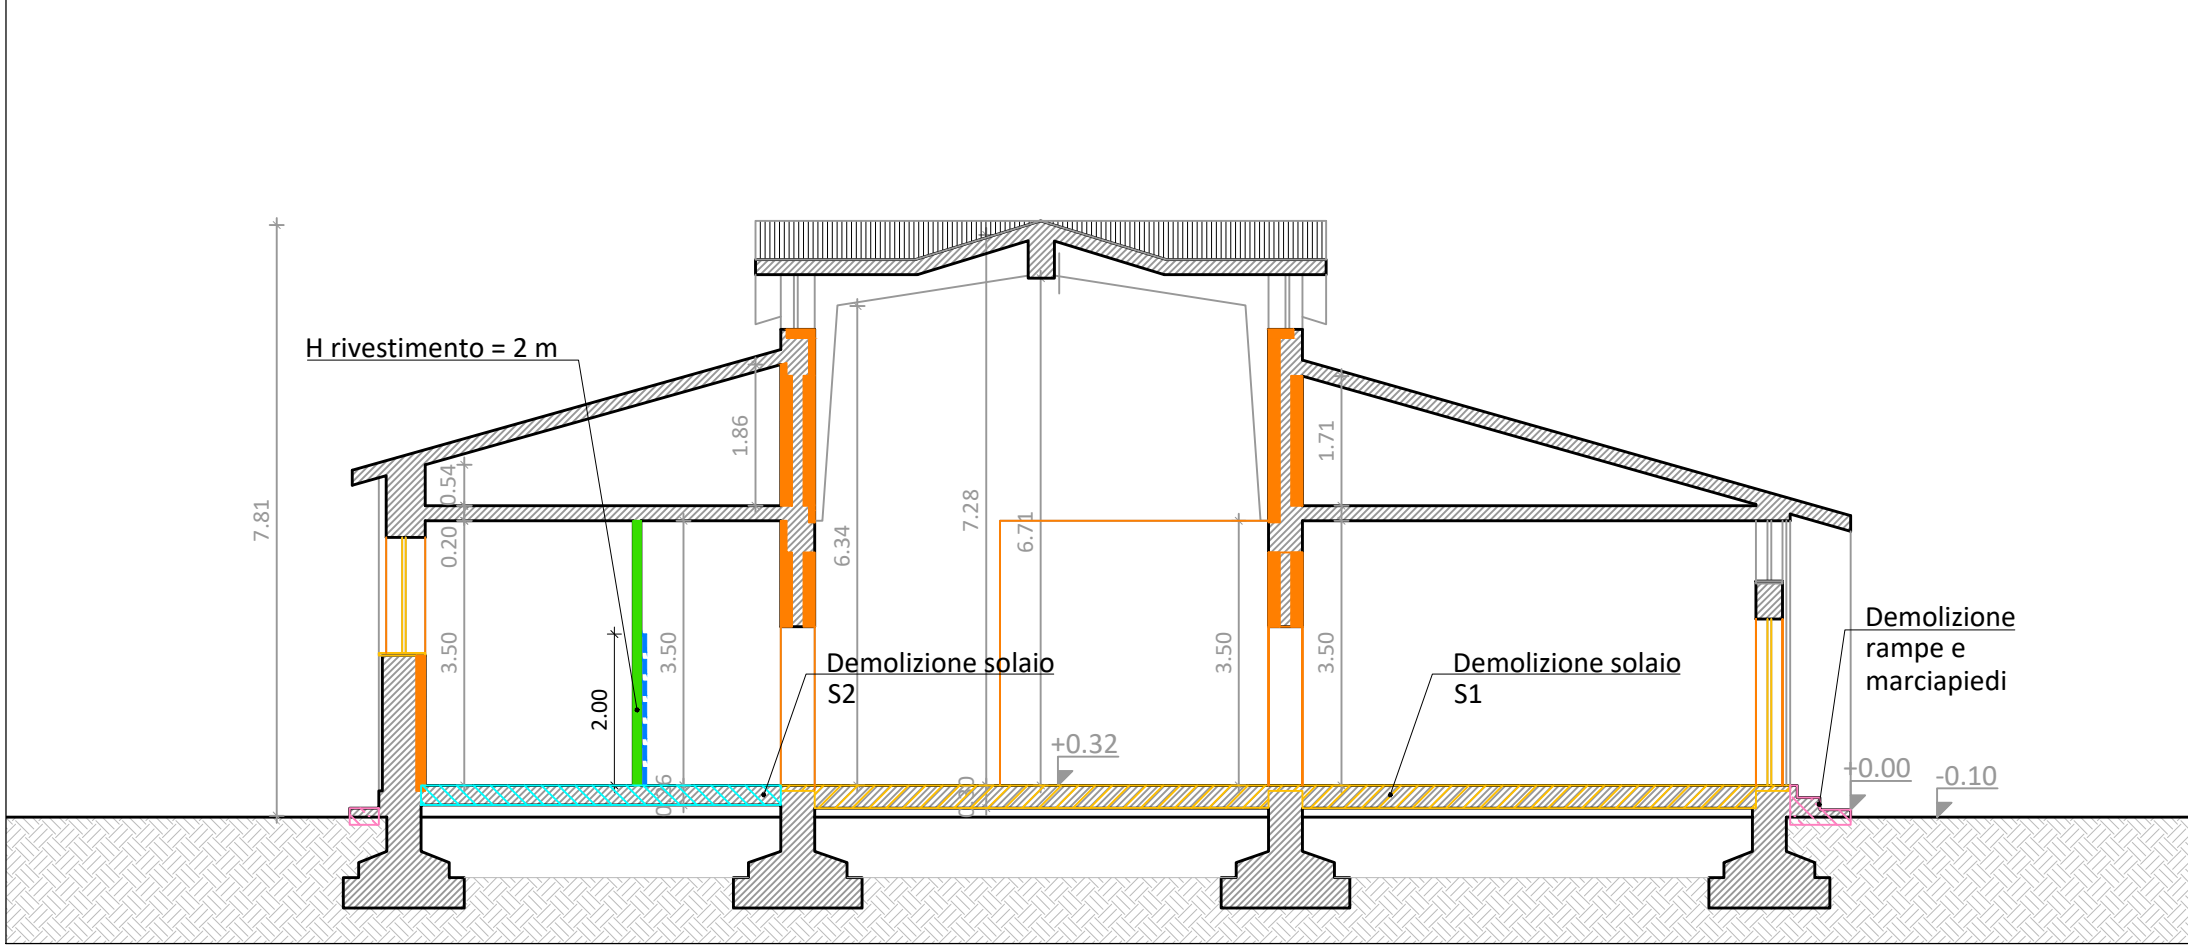 H rivestimento = 2 m
7.81
0.54
1.86
0.20
3.50
2.00
3.50
6.34
7.28
6.71
3.50
1.71
3.50
Demolizione solaio
S2
Demolizione solaio
S1
Demolizione
rampe e
marciapiedi
+0.32
+0.00
-0.10